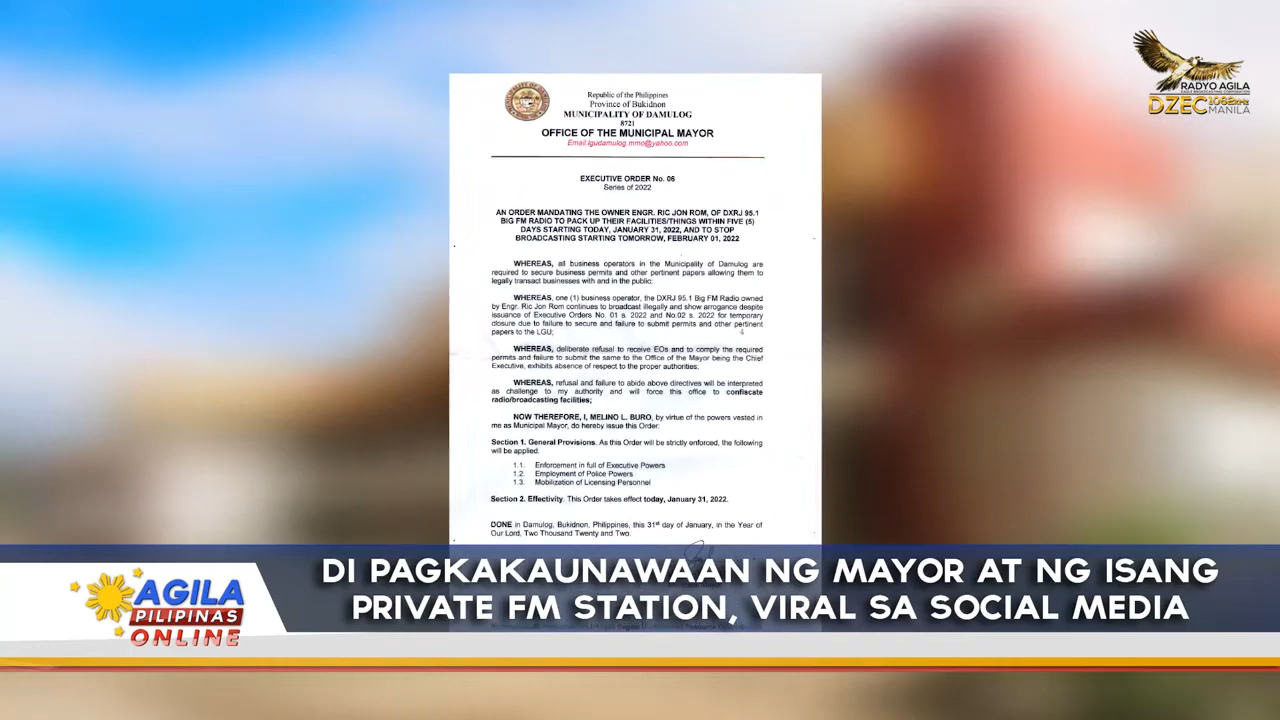 RADYO AGILA
EAGLE BROADCASTING CORPORATION
DZEC 1062KHZ
MANILA
Republic of the Philippines
Province of Bukidnon
MUNICIPALITY OF DAMULOG
8721
OFFICE OF THE MUNICIPAL MAYOR
Email:lgudamulog.mmo@yahoo.com
EXECUTIVE ORDER No. 06
Series of 2022
AN ORDER MANDATING THE OWNER ENGR. RIC JON ROM, OF DXRJ 95.1
BIG FM RADIO TO PACK UP THEIR FACILITIES/THINGS WITHIN FIVE (5)
DAYS STARTING TODAY, JANUARY 31, 2022, AND TO STOP
BROADCASTING STARTING TOMORROW, FEBRUARY 01, 2022
WHEREAS, all business operators in the Municipality of Damulog are
required to secure business permits and other pertinent papers allowing them to
legally transact businesses with and in the public;
WHEREAS, one (1) business operator, the DXRJ 95.1 Big FM Radio owned
by Engr. Ric Jon Rom continues to broadcast illegally and show arrogance despite
issuance of Executive Orders No. 01 s. 2022 and No.02 s. 2022 for temporary
closure due to failure to secure and failure to submit permits and other pertinent
papers to the LGU;
WHEREAS, deliberate refusal to receive EOs and to comply the required
permits and failure to submit the same to the Office of the Mayor being the Chief
Executive, exhibits absence of respect to the proper authorities;
WHEREAS, refusal and failure to abide above directives will be interpreted
as challenge to my authority and will force this office to confiscate
radio/broadcasting facilities;
NOW THEREFORE, I, MELINO L. BURO, by virtue of the powers vested in
me as Municipal Mayor, do hereby issue this Order:
Section 1. General Provisions. As this Order will be strictly enforced, the following
will be applied.
1.1. Enforcement in full of Executive Powers
1.2. Employment of Police Powers
1.3. Mobilization of Licensing Personnel
Section 2. Effectivity. This Order takes effect today, January 31, 2022.
DONE in Damulog, Bukidnon, Philippines, this 31st day of January, in the Year of
Our Lord, Two Thousand Twenty and Two.
DI PAGKAKAUNAWAAN NG MAYOR AT NG ISANG
PRIVATE FM STATION, VIRAL SA SOCIAL MEDIA
AGILA
PILIPINAS
ONLINE